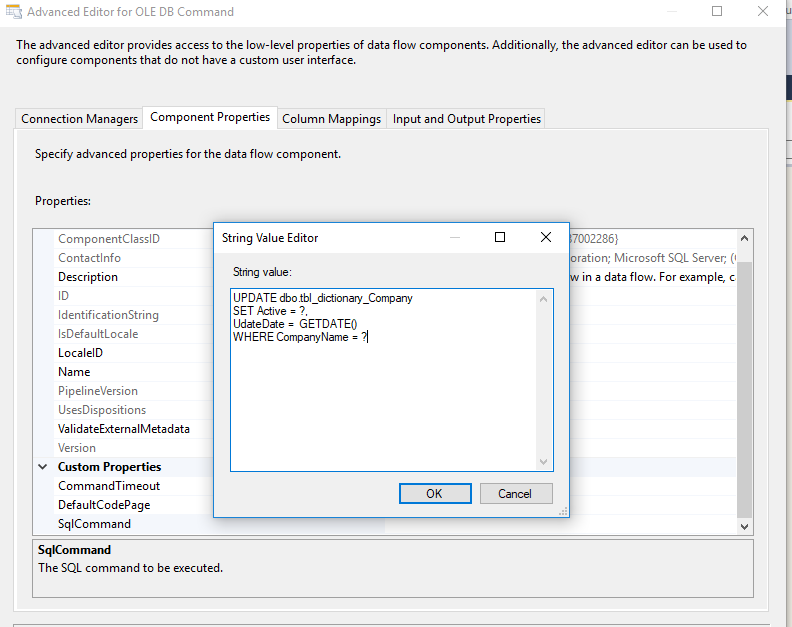 Advanced Editor for OLE DB Command
The advanced editor provides access to the low-level properties of data flow components. Additionally, the advanced editor can be used to
configure components that do not have a custom user interface.
Connection Managers
Component Properties
Column Mappings
Input and Output Properties
Specify advanced properties for the data flow component.
Properties:
ComponentClassID
37002286}
ContactInfo
oration; Microsoft SQL Server; (
Description
w in a data flow. For example, c
ID
IdentificationString
IsDefaultLocale
LocaleID
Name
PipelineVersion
UsesDispositions
ValidateExternalMetadata
Version
Custom Properties
CommandTimeout
DefaultCodePage
SqlCommand
String Value Editor
String value:
UPDATE dbo.tbl_dictionary_Company
SET Active = ?,
UdateDate =  GETDATE()
WHERE CompanyName = ?
OK
Cancel
SqlCommand
The SQL command to be executed.